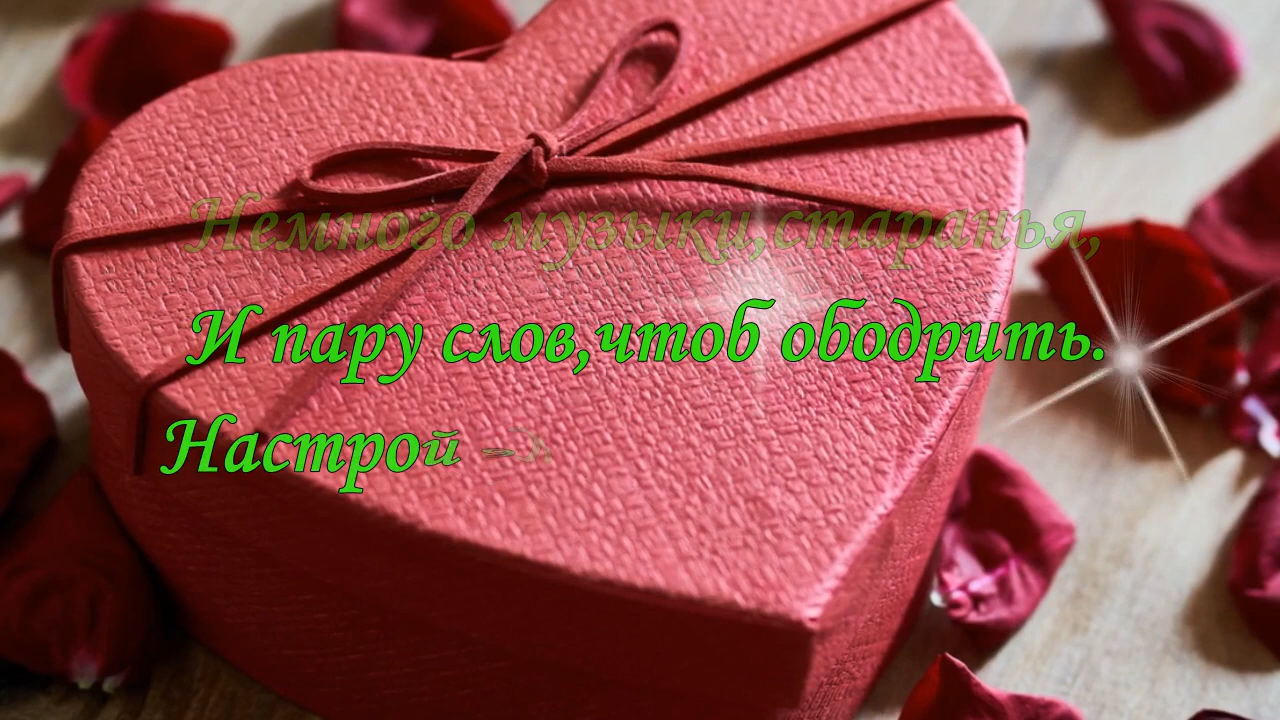 Немного музыки,старанья,
И пару слов,чтоб ободрить.
Настрой